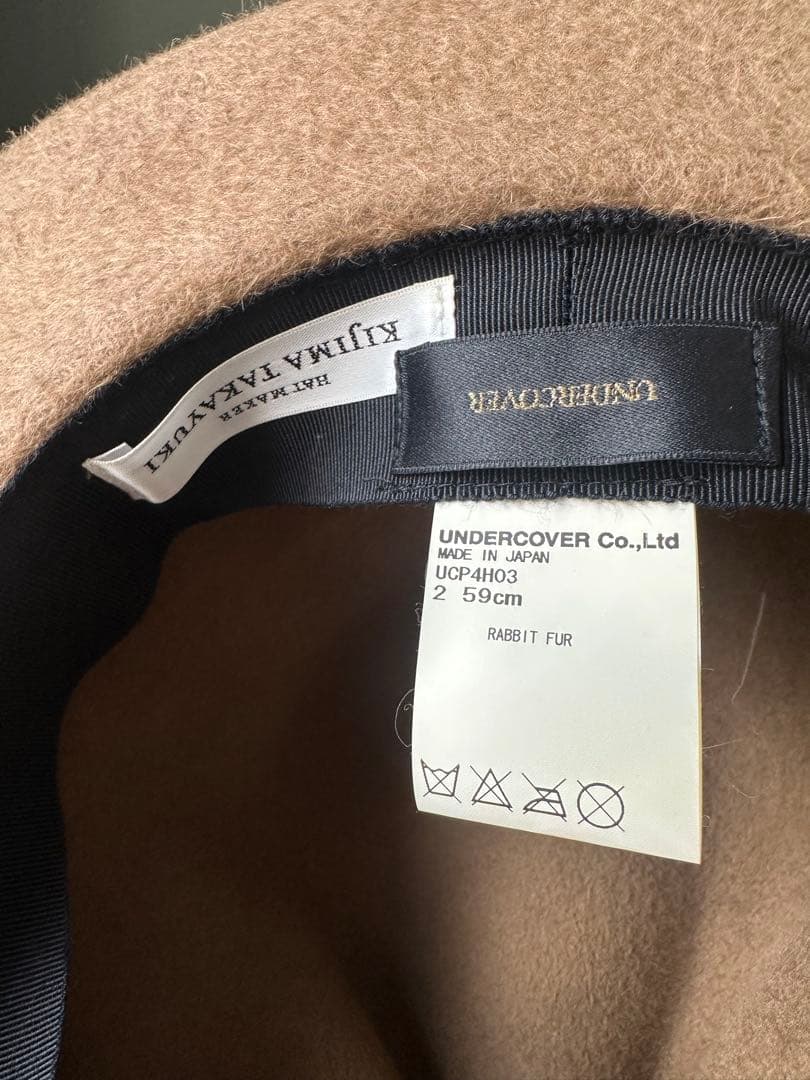 KIJIMA TAKAYUKI
HAT MAKER
UNDERCOVER
UNDERCOVER Co.,Ltd
MADE IN JAPAN
UCP4H03
2 59cm
RABBIT FUR